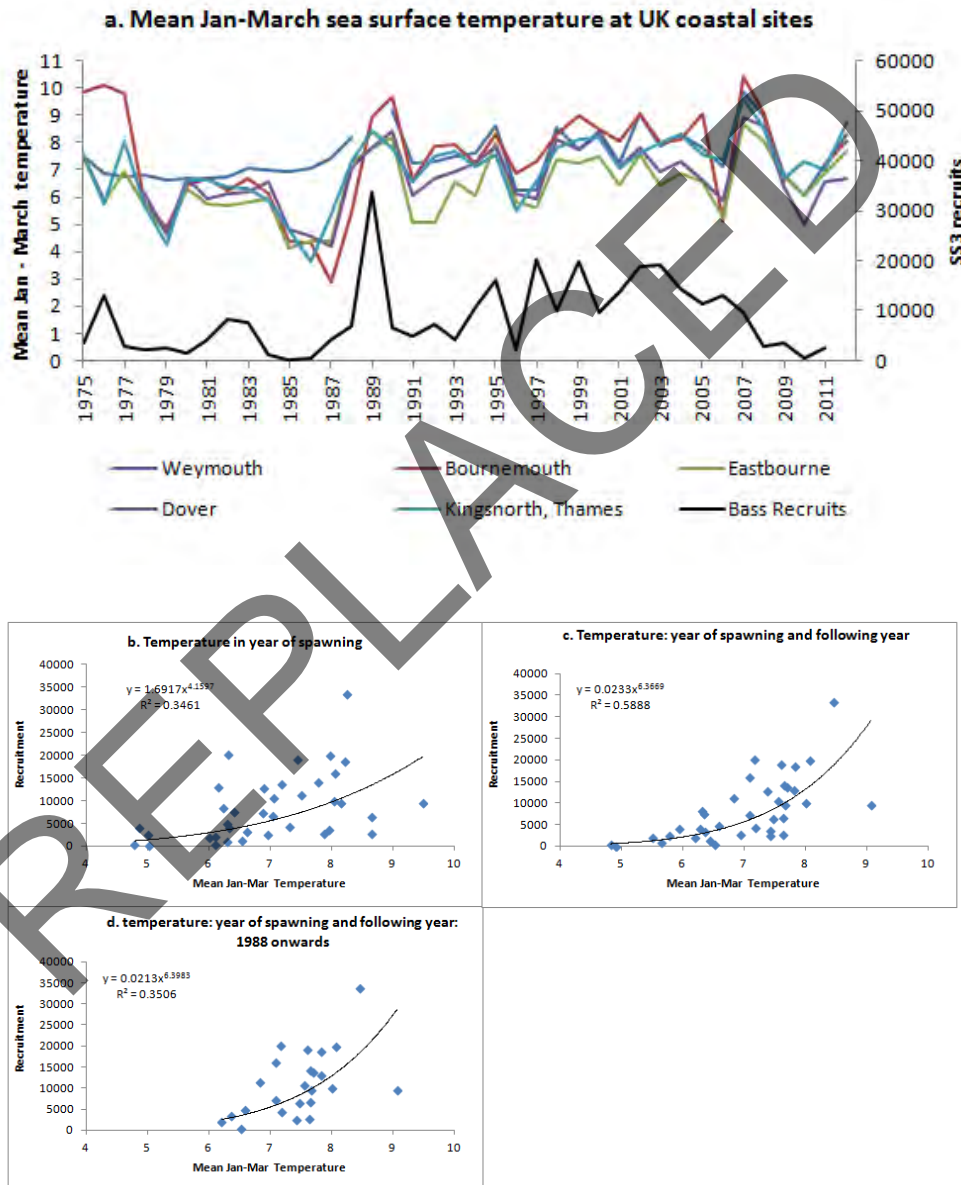 a. Mean Jan-March sea surface temperature at UK coastal sites
Mean Jan - March temperature
11
10
9
8
7
6
5
4
3
2
1
0
60000
50000
40000
30000
20000
10000
0
SS3 recruits
1975
1977
1979
1981
1983
1985
1987
1989
1991
1993
1995
1997
1999
2001
2003
2005
2007
2009
2011
Weymouth Bournemouth Eastbourne
Dover Kingsnorth, Thames Bass Recruits
REPLACED
b. Temperature in year of spawning
y = 1.6917x^4.1597
R² = 0.3461
Recruitment
40000
35000
30000
25000
20000
15000
10000
5000
0
4 5 6 7 8 9 10
Mean Jan-Mar Temperature
c. Temperature: year of spawning and following year
y = 0.0233x^6.3669
R² = 0.5888
Recruitment
40000
35000
30000
25000
20000
15000
10000
5000
0
4 5 6 7 8 9 10
Mean Jan-Mar Temperature
d. temperature: year of spawning and following year:
1988 onwards
y = 0.0213x^6.3983
R² = 0.3506
Recruitment
40000
35000
30000
25000
20000
15000
10000
5000
0
4 5 6 7 8 9 10
Mean Jan-Mar Temperature